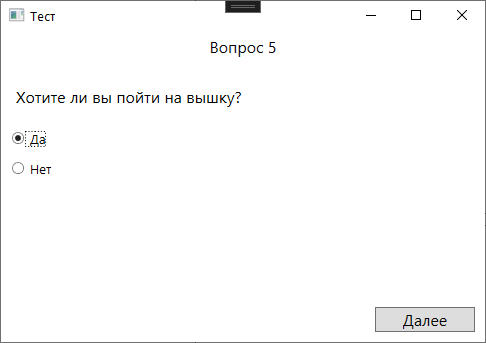 Тест
Вопрос 5
Хотите ли вы пойти на вышку?
Да
Нет
Далее